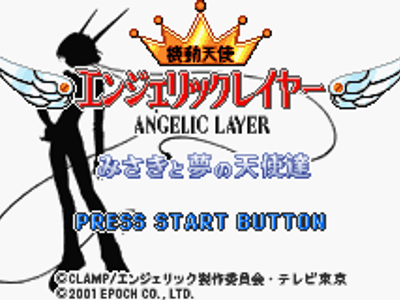 機動天使
エンジェリックレイヤー
ANGELIC LAYER
みさきと夢の天使達
PRESS START BUTTON
©CLAMP/エンジェリック製作委員会・テレビ東京
©2001 EPOCH CO., LTD.